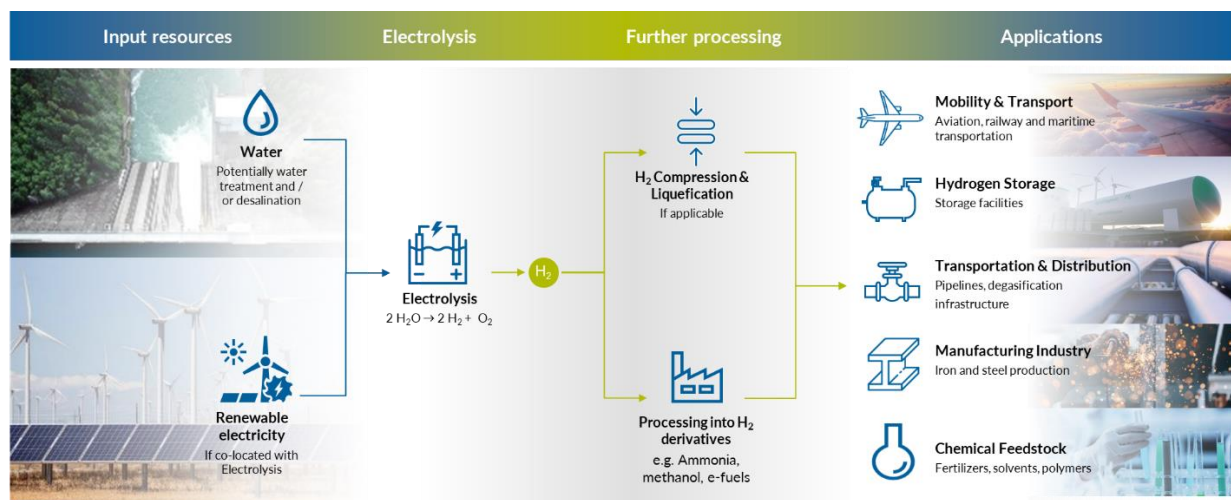 Input resources
Electrolysis
Further processing
Applications
Water
Potentially water
treatment and /
or desalination
Renewable
electricity
If co-located with
Electrolysis
Electrolysis
2 H₂O → 2 H₂ + O₂
H₂
H₂ Compression &
Liquefication
If applicable
Processing into H₂
derivatives
e.g. Ammonia,
methanol, e-fuels
Mobility & Transport
Aviation, railway and maritime
transportation
Hydrogen Storage
Storage facilities
Transportation & Distribution
Pipelines, degasification
infrastructure
Manufacturing Industry
Iron and steel production
Chemical Feedstock
Fertilizers, solvents, polymers